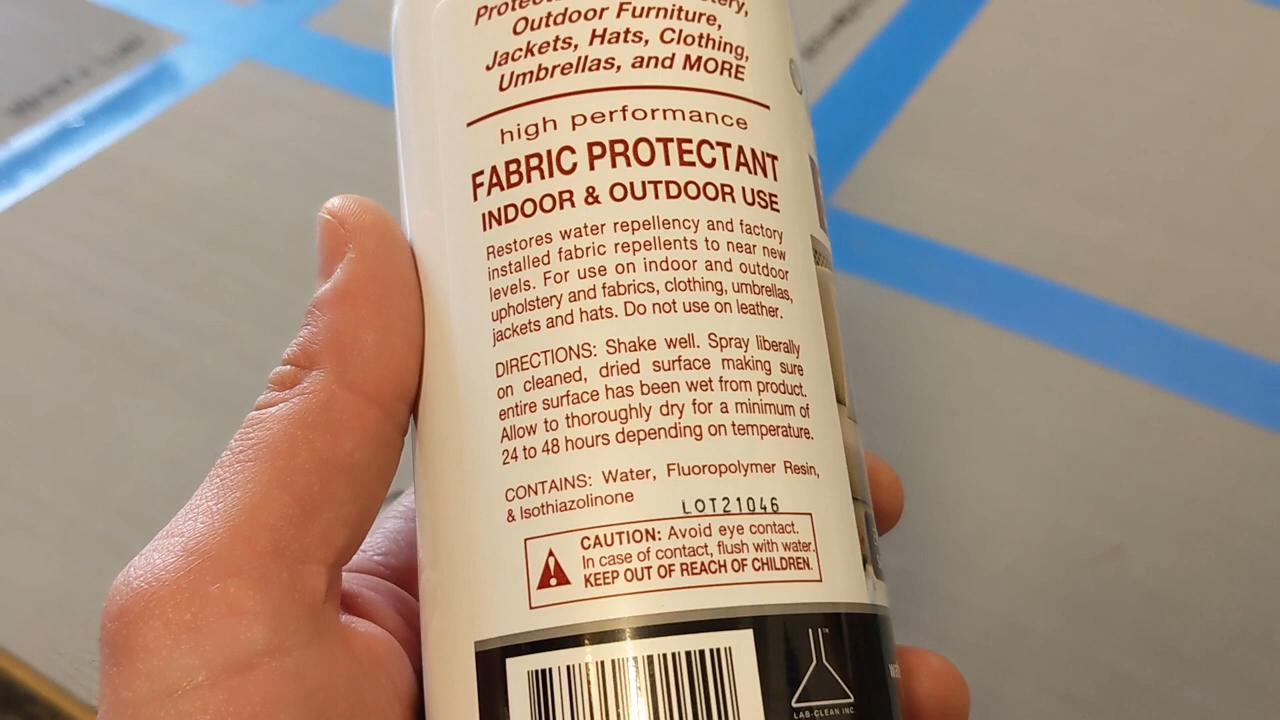 Outdoor Furniture,
Jackets, Hats, Clothing,
Umbrellas, and MORE
high performance
FABRIC PROTECTANT
INDOOR & OUTDOOR USE
Restores water repellency and factory
installed fabric repellents to near new
levels. For use on indoor and outdoor
upholstery and fabrics, clothing, umbrellas,
jackets and hats. Do not use on leather.
DIRECTIONS: Shake well. Spray liberally
on cleaned, dried surface making sure
entire surface has been wet from product.
Allow to thoroughly dry for a minimum of
24 to 48 hours depending on temperature.
CONTAINS: Water, Fluoropolymer Resin,
& Isothiazolinone
LOT21046
CAUTION: Avoid eye contact.
In case of contact, flush with water.
KEEP OUT OF REACH OF CHILDREN.
LAB-CLEAN INC.